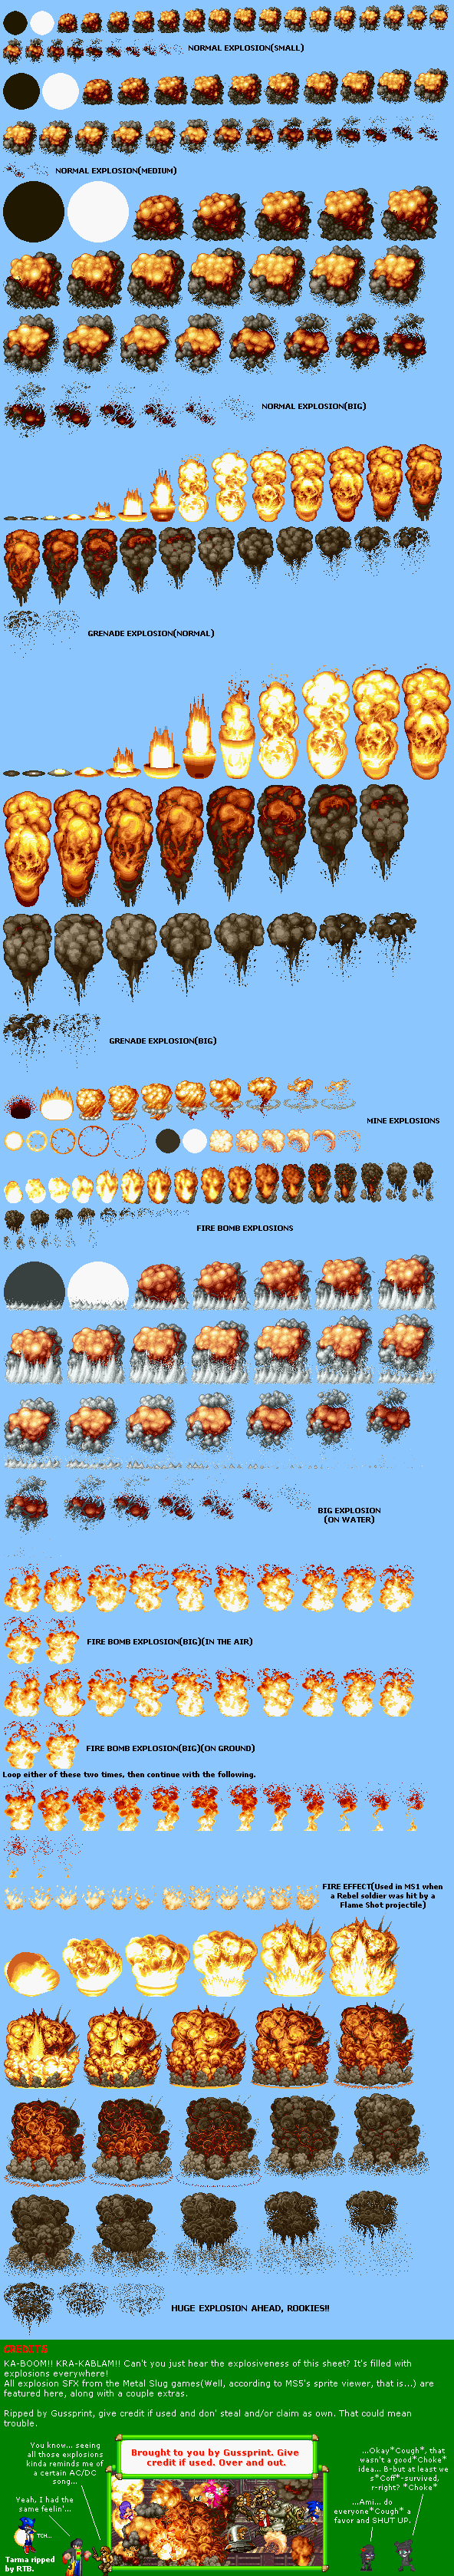 NORMAL EXPLOSION(SMALL)
NORMAL EXPLOSION(MEDIUM)
NORMAL EXPLOSION(BIG)
GRENADE EXPLOSION(NORMAL)
GRENADE EXPLOSION(BIG)
MINE EXPLOSIONS
FIRE BOMB EXPLOSIONS
BIG EXPLOSION
(ON WATER)
FIRE BOMB EXPLOSION(BIG)(IN THE AIR)
FIRE BOMB EXPLOSION(BIG)(ON GROUND)
Loop either of these two times, then continue with the following.
FIRE EFFECT(Used in MS1 when
a Rebel soldier was hit by a
Flame Shot projectile)
HUGE EXPLOSION AHEAD, ROOKIES!!
CREDITS
KA-BOOM!! KRA-KABLAM!! Can't you just hear the explosiveness of this sheet? It's filled with
explosions everywhere!
All explosion SFX from the Metal Slug games(Well, according to MS5's sprite viewer, that is...) are
featured here, along with a couple extras.
Ripped by Gussprint, give credit if used and don' steal and/or claim as own. That could mean
trouble.
You know... seeing
all those explosions
kinda reminds me of
a certain AC/DC
song...
Yeah, I had the
same feelin'...
TCH...
Tarma ripped
by RTB.
Brought to you by Gussprint. Give
credit if used. Over and out.
...Okay*Cough*, that
wasn't a good*Choke*
idea... B-but at least we
s*Coff*-survived,
r-right? *Choke*
...Ami... do
everyone*Cough* a
favor and SHUT UP.